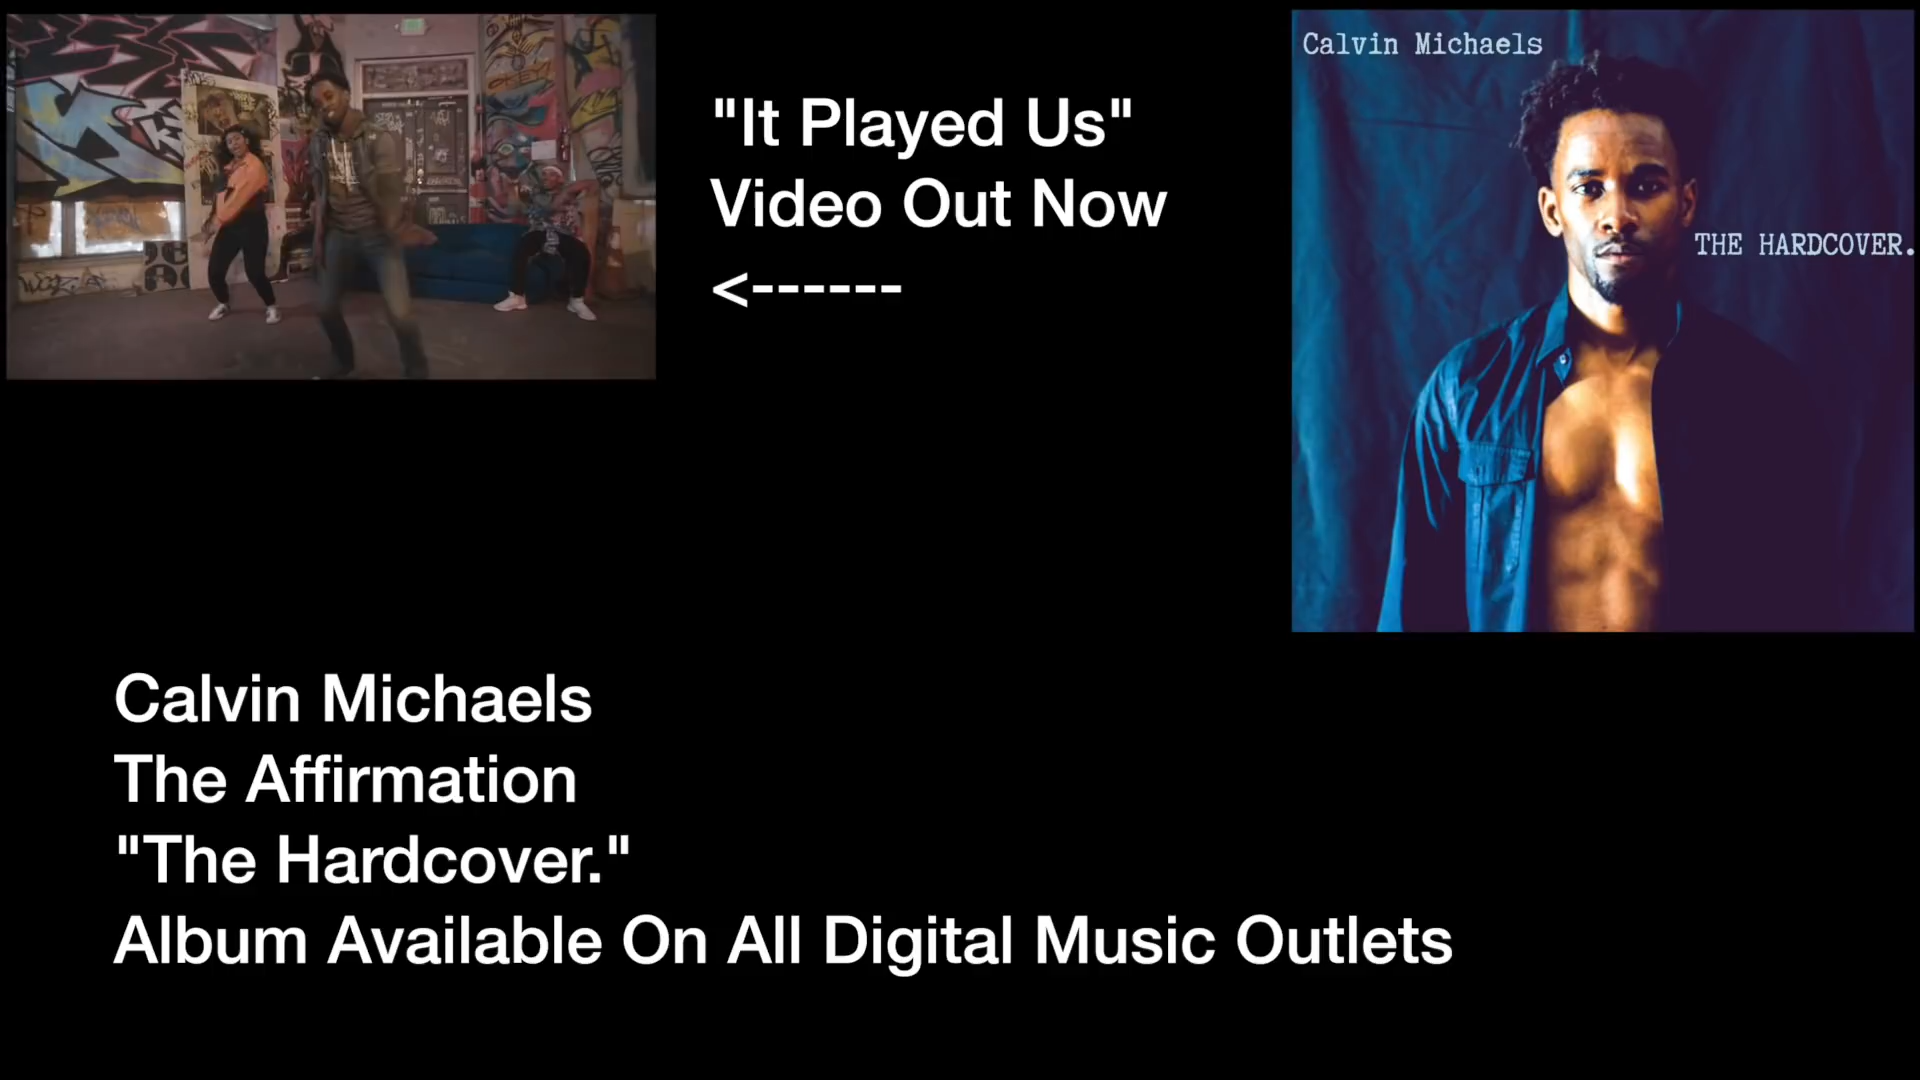 "It Played Us"
Video Out Now
<------
Calvin Michaels
THE HARDCOVER.
Calvin Michaels
The Affirmation
"The Hardcover."
Album Available On All Digital Music Outlets